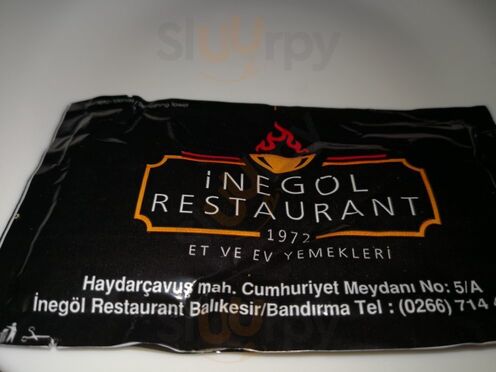 Sluurpy
İNEGÖL
RESTAURANT
1972
ET VE EV YEMEKLERİ
Haydarçavuş mah. Cumhuriyet Meydanı No: 5/A
İnegöl Restaurant Balıkesir/Bandırma Tel : (0266) 714